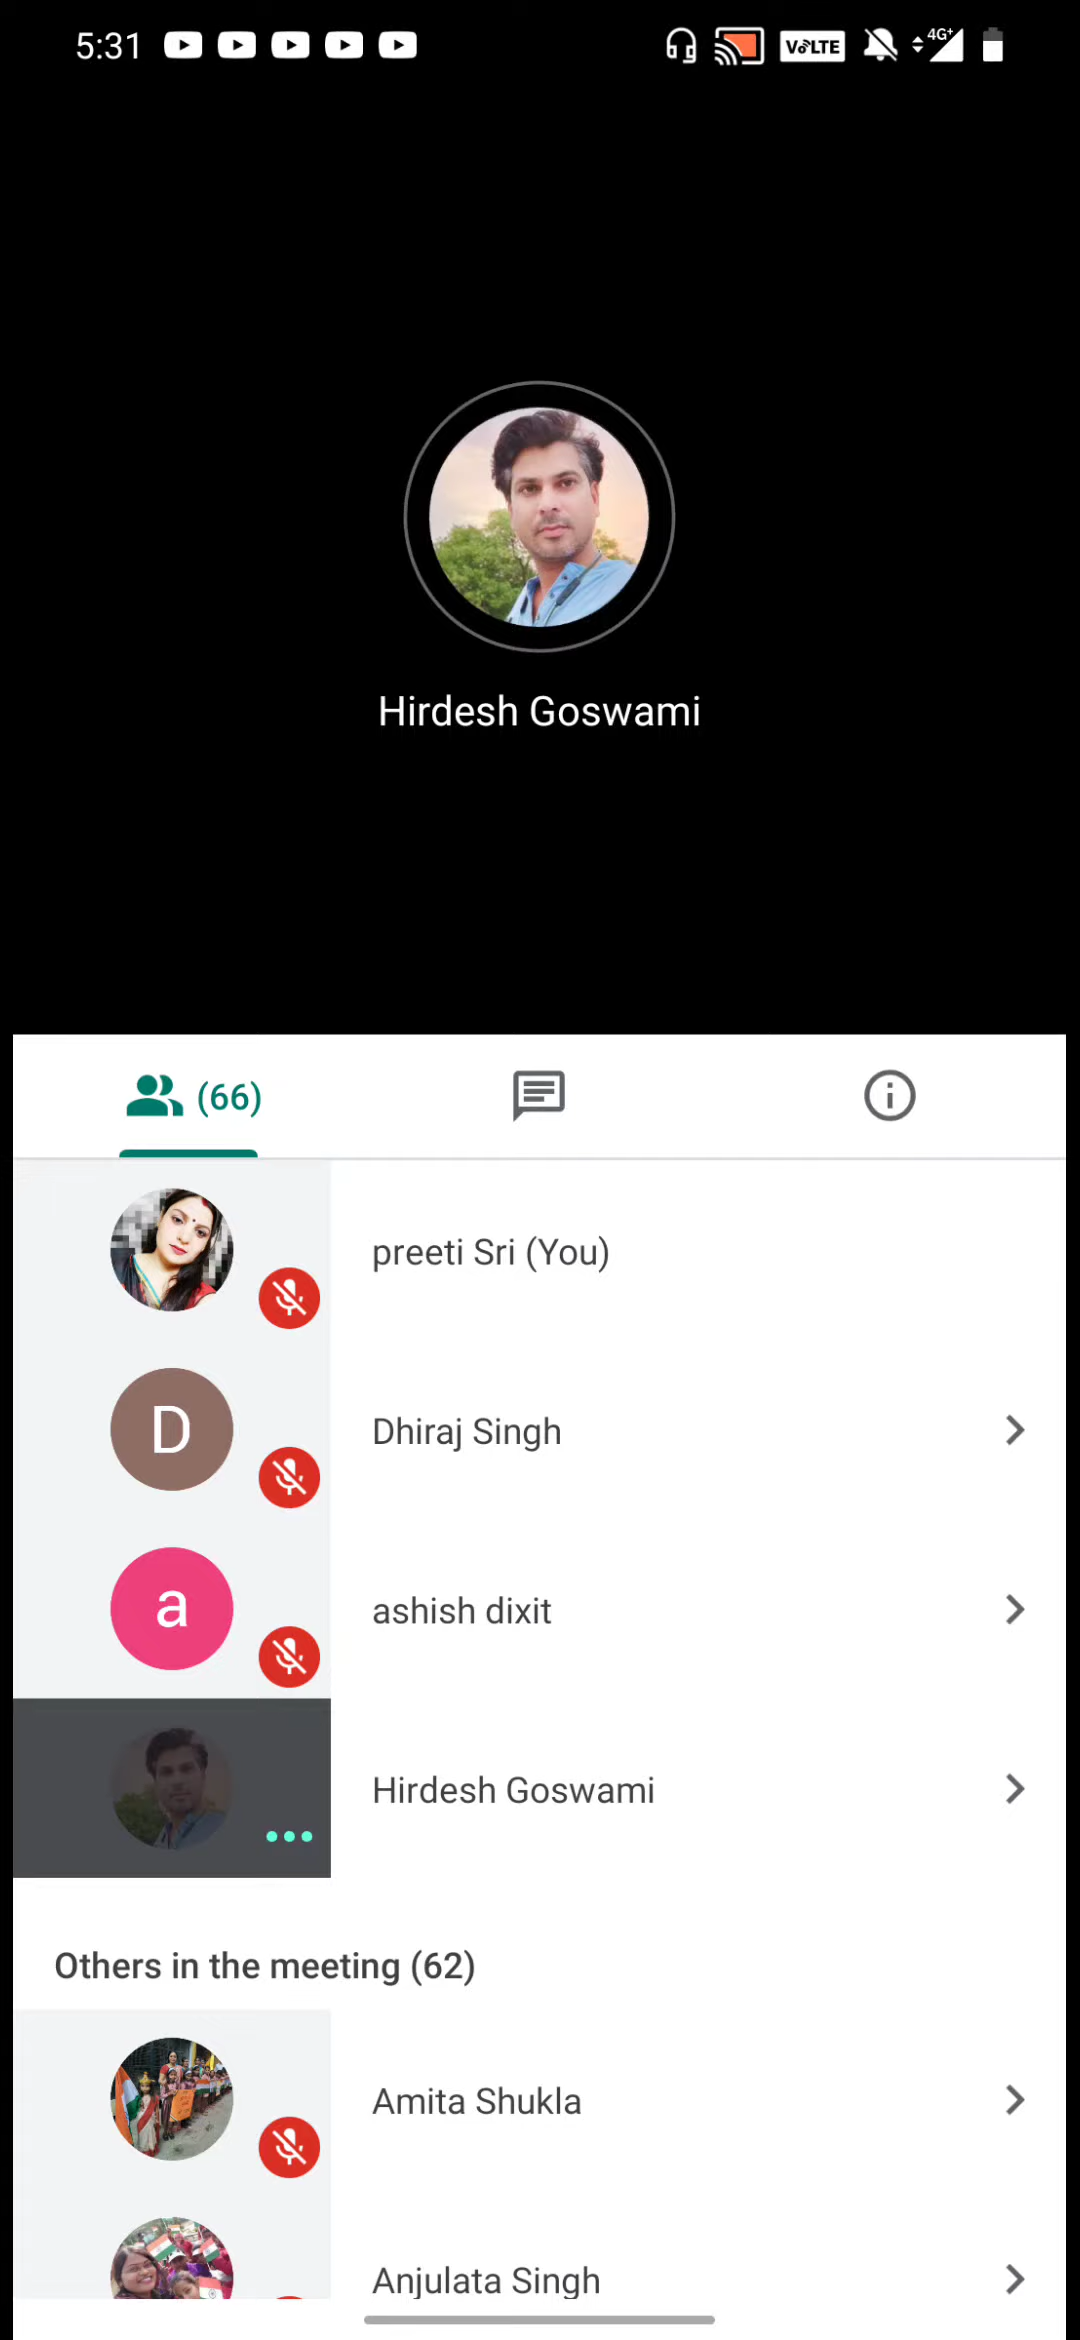 5:31
VoLTE
4G+
Hirdesh Goswami
(66)
preeti Sri (You)
D
Dhiraj Singh
a
ashish dixit
Hirdesh Goswami
Others in the meeting (62)
Amita Shukla
Anjulata Singh